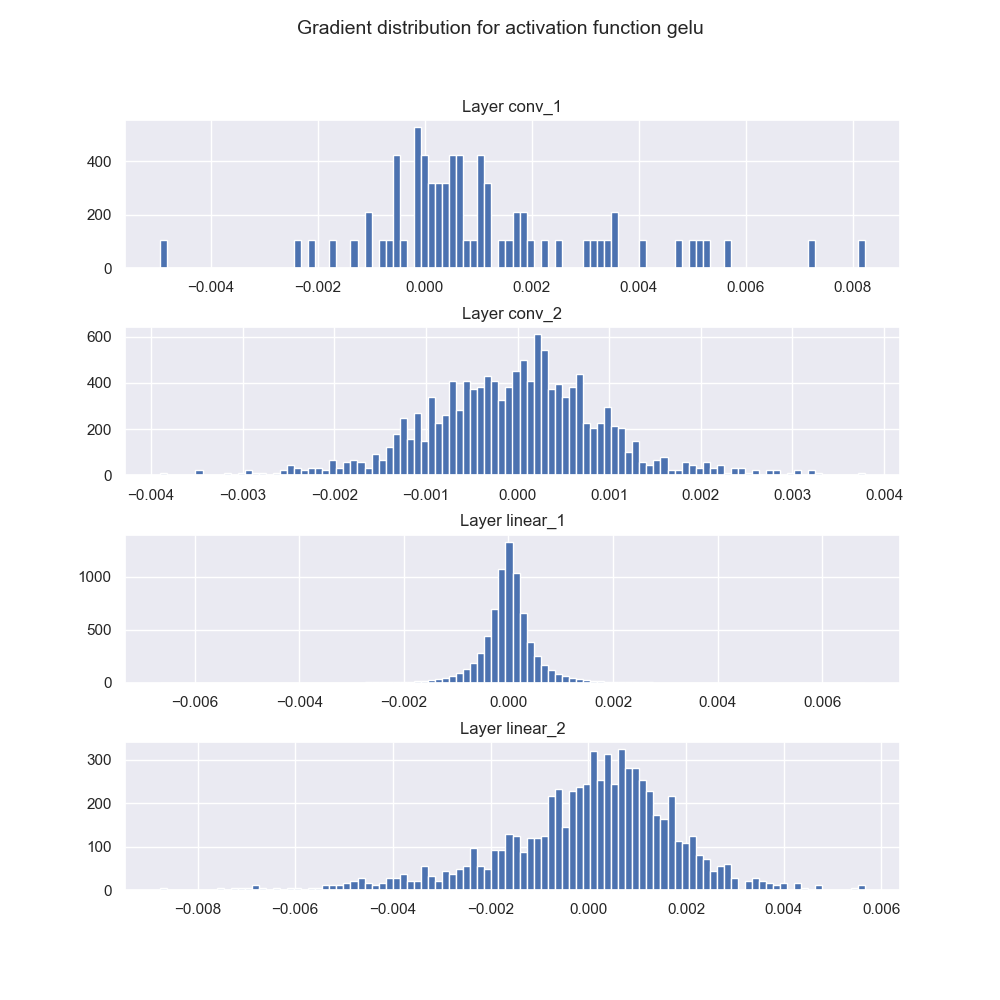 Gradient distribution for activation function gelu
Layer conv_1
400
200
0
−0.004 −0.002 0.000 0.002 0.004 0.006 0.008
Layer conv_2
600
400
200
0
−0.004 −0.003 −0.002 −0.001 0.000 0.001 0.002 0.003 0.004
Layer linear_1
1000
500
0
−0.006 −0.004 −0.002 0.000 0.002 0.004 0.006
Layer linear_2
300
200
100
0
−0.008 −0.006 −0.004 −0.002 0.000 0.002 0.004 0.006